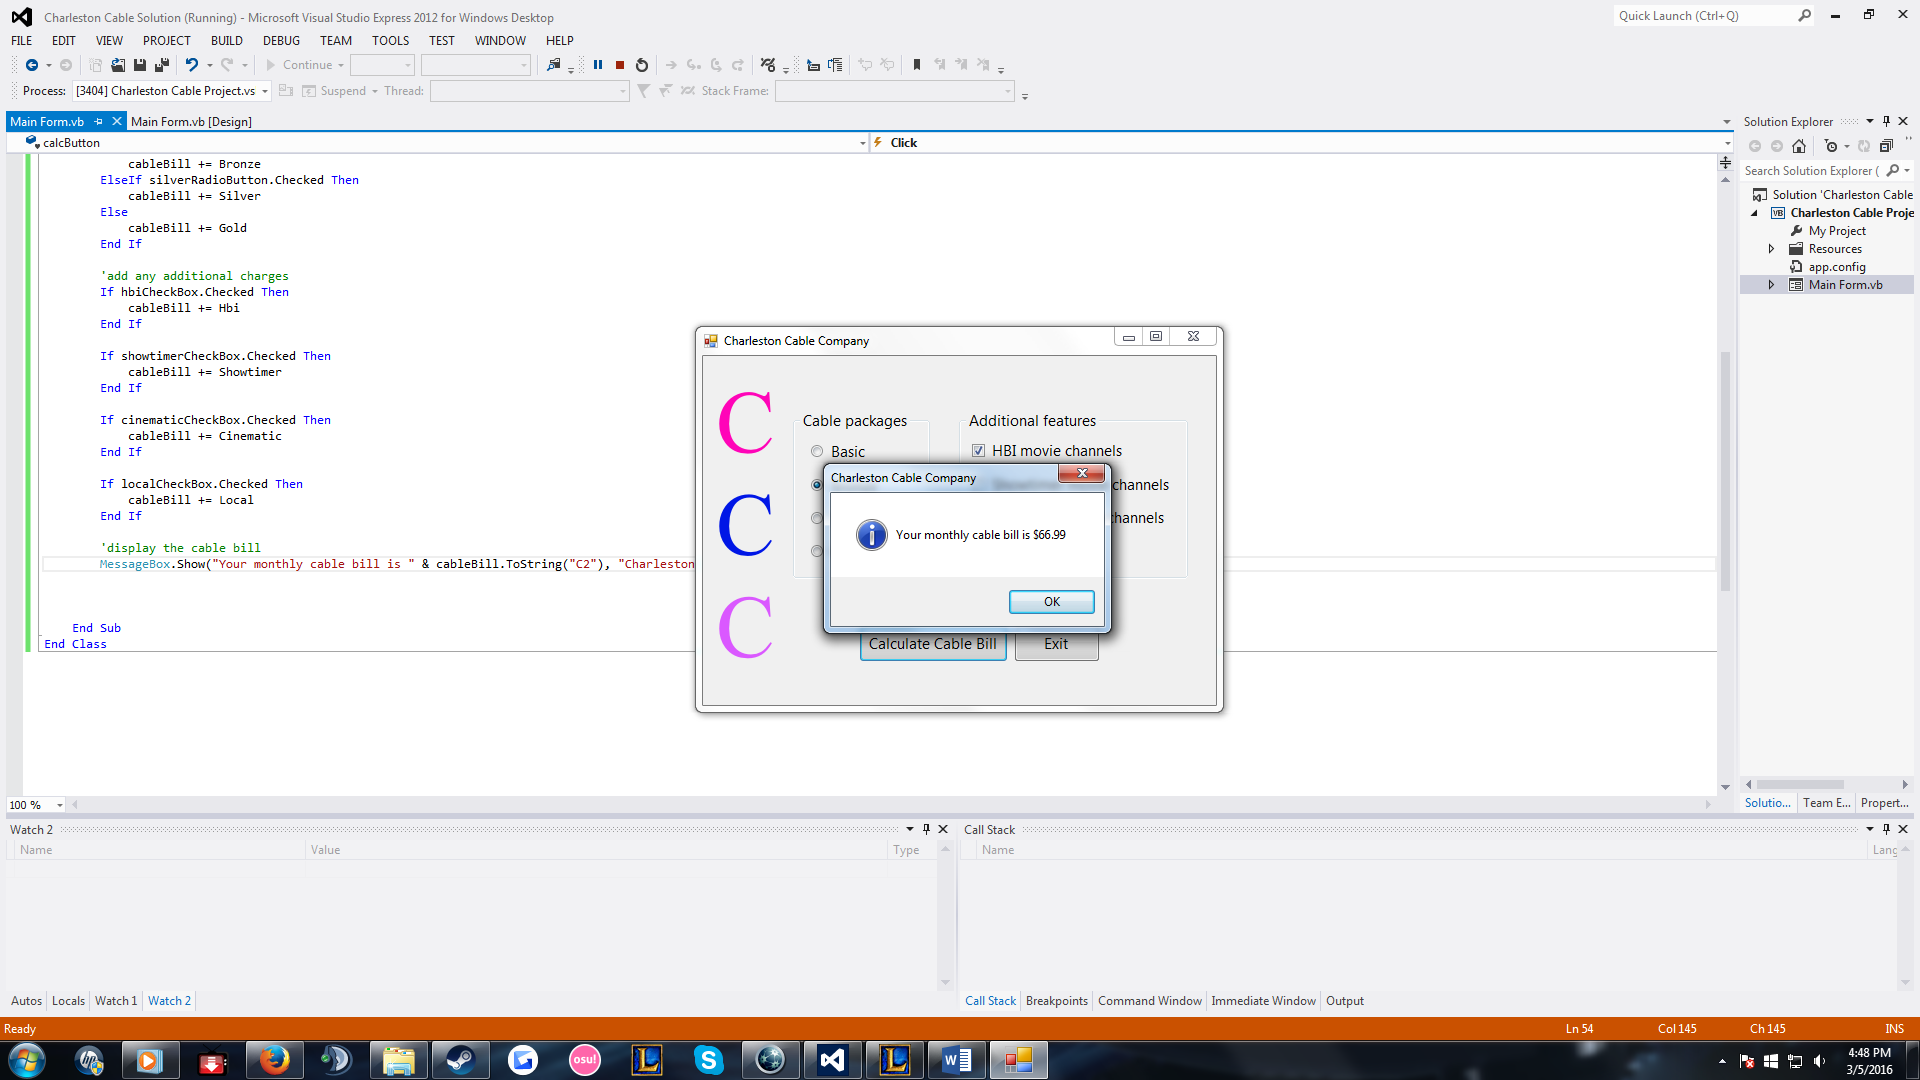 Charleston Cable Solution (Running) - Microsoft Visual Studio Express 2012 for Windows Desktop
Quick Launch (Ctrl+Q)
FILE EDIT VIEW PROJECT BUILD DEBUG TEAM TOOLS TEST WINDOW HELP
Continue
Process: [3404] Charleston Cable Project.vs Suspend Thread: Stack Frame:
Main Form.vb Main Form.vb [Design]
calcButton Click
cableBill += Bronze
ElseIf silverRadioButton.Checked Then
cableBill += Silver
Else
cableBill += Gold
End If
'add any additional charges
If hbiCheckBox.Checked Then
cableBill += Hbi
End If
If showtimerCheckBox.Checked Then
cableBill += Showtimer
End If
If cinematicCheckBox.Checked Then
cableBill += Cinematic
End If
If localCheckBox.Checked Then
cableBill += Local
End If
'display the cable bill
MessageBox.Show("Your monthly cable bill is " & cableBill.ToString("C2"), "Charleston
End Sub
End Class
Charleston Cable Company
C
C
C
Cable packages
Basic
Additional features
HBI movie channels
channels
hannels
Calculate Cable Bill Exit
Charleston Cable Company
Your monthly cable bill is $66.99
OK
Solution Explorer
Search Solution Explorer (
Solution 'Charleston Cable
VB Charleston Cable Proje
My Project
Resources
app.config
Main Form.vb
Solutio... Team E... Propert...
100 %
Watch 2
Name Value Type
Autos Locals Watch 1 Watch 2
Call Stack
Name Lang
Call Stack Breakpoints Command Window Immediate Window Output
Ready Ln 54 Col 145 Ch 145 INS
hp osu! L S L W
4:48 PM
3/5/2016